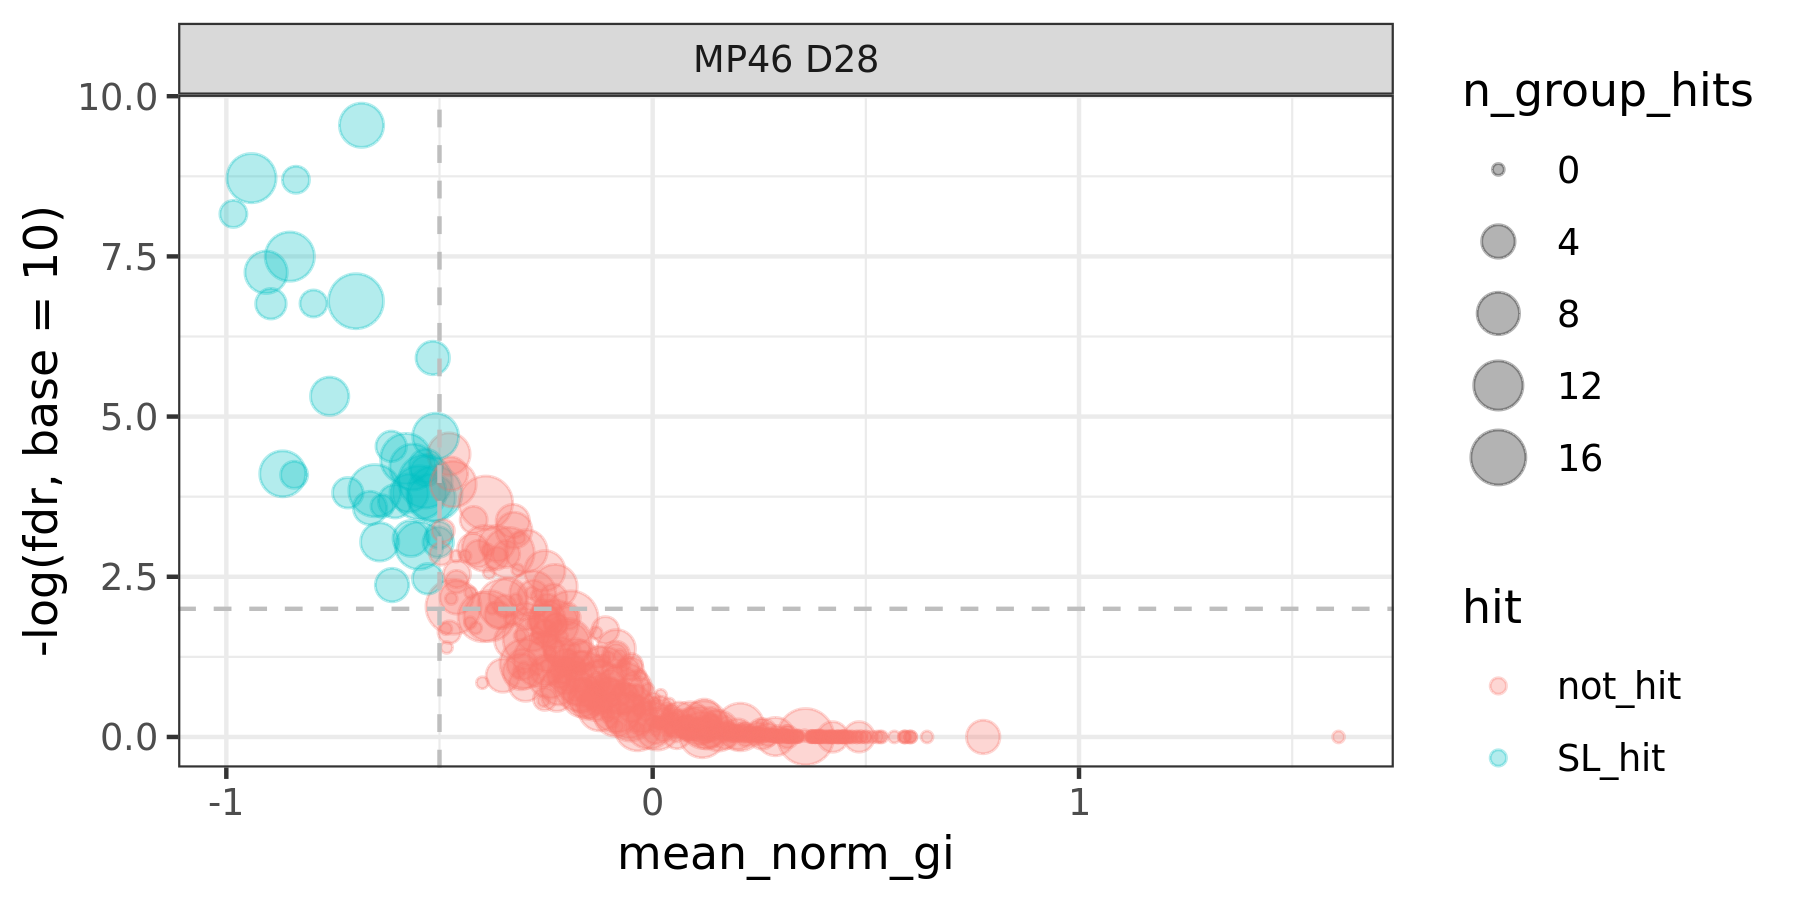 MP46 D28
10.0
7.5
5.0
2.5
0.0
-log(fdr, base = 10)
-1
0
1
mean_norm_gi
n_group_hits
0
4
8
12
16
hit
not_hit
SL_hit